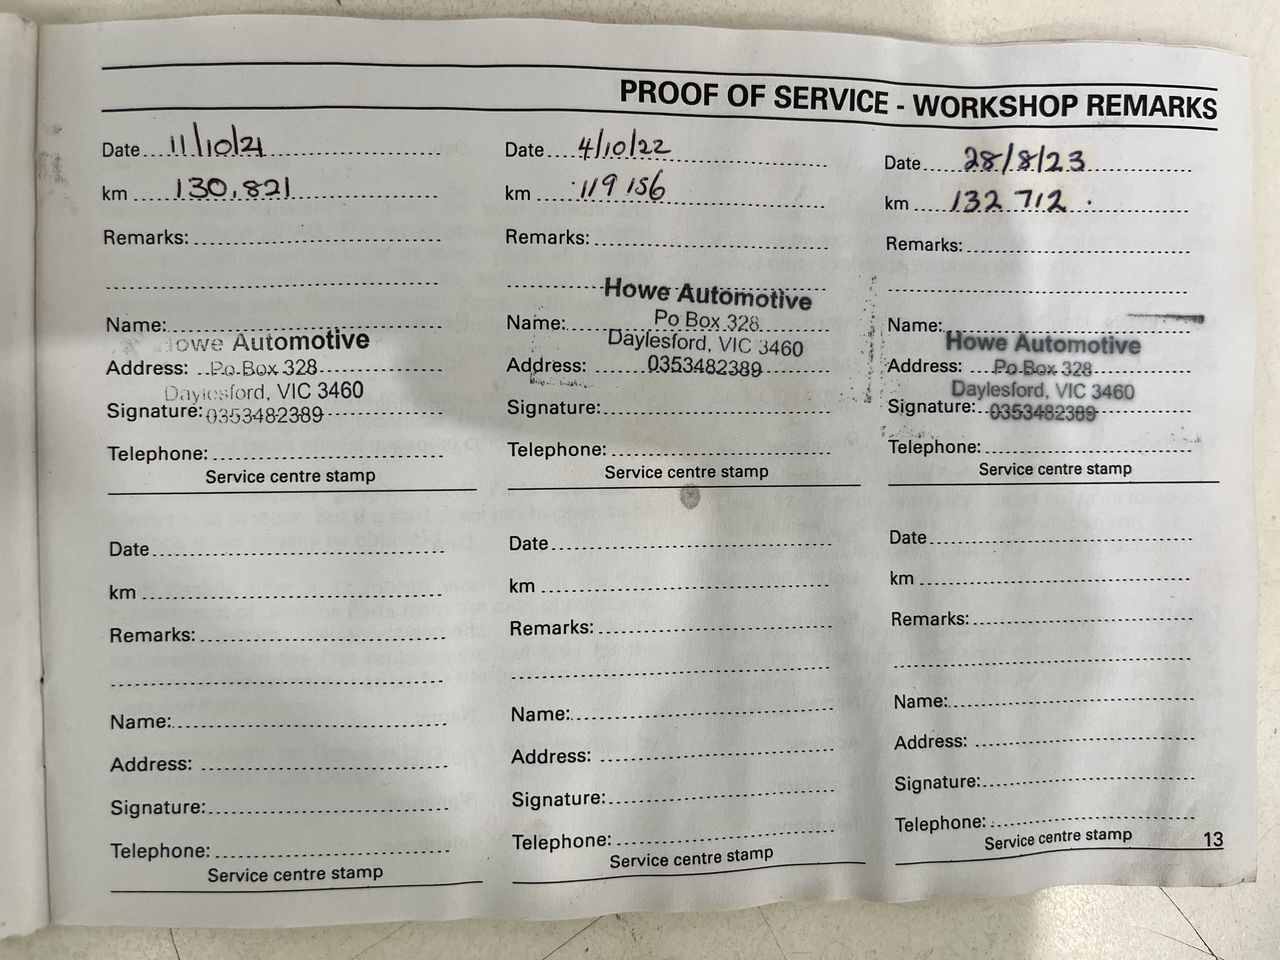 PROOF OF SERVICE - WORKSHOP REMARKS
Date 11/10/21
km 130,821
Remarks:
Name:
Howe Automotive
Address: Po Box 328
Daylesford, VIC 3460
Signature: 0353482389
Telephone:
Service centre stamp
Date 4/10/22
km 119 156
Remarks:
Howe Automotive
Name: Po Box 328
Daylesford, VIC 3460
Address: 0353482389
Signature:
Telephone:
Service centre stamp
Date 28/8/23
km 132 712
Remarks:
Name:
Howe Automotive
Address: Po Box 328
Daylesford, VIC 3460
Signature: 0353482389
Telephone:
Service centre stamp
Date
km
Remarks:
Name:
Address:
Signature:
Telephone:
Service centre stamp
Date
km
Remarks:
Name:
Address:
Signature:
Telephone:
Service centre stamp
Date
km
Remarks:
Name:
Address:
Signature:
Telephone:
Service centre stamp
13